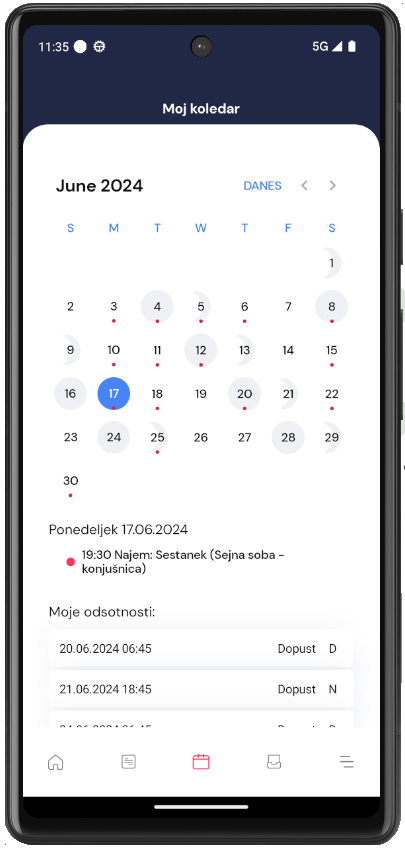 11:35 5G
Moj koledar
June 2024 DANES
S M T W T F S
1
2 3 4 5 6 7 8
9 10 11 12 13 14 15
16 17 18 19 20 21 22
23 24 25 26 27 28 29
30
Ponedeljek 17.06.2024
19:30 Najem: Sestanek (Sejna soba -
konjušnica)
Moje odsotnosti:
20.06.2024 06:45 Dopust D
21.06.2024 18:45 Dopust N